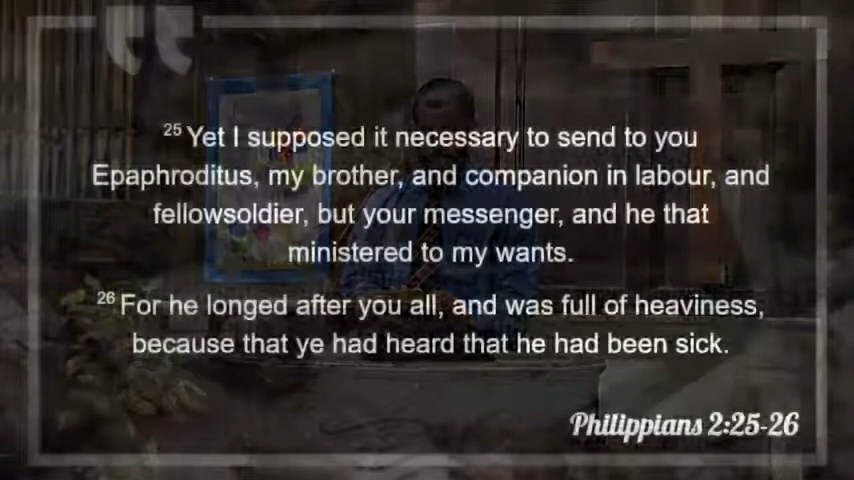 25 Yet I supposed it necessary to send to you
Epaphroditus, my brother, and companion in labour, and
fellowsoldier, but your messenger, and he that
ministered to my wants.
26 For he longed after you all, and was full of heaviness,
because that ye had heard that he had been sick.
Philippians 2:25-26